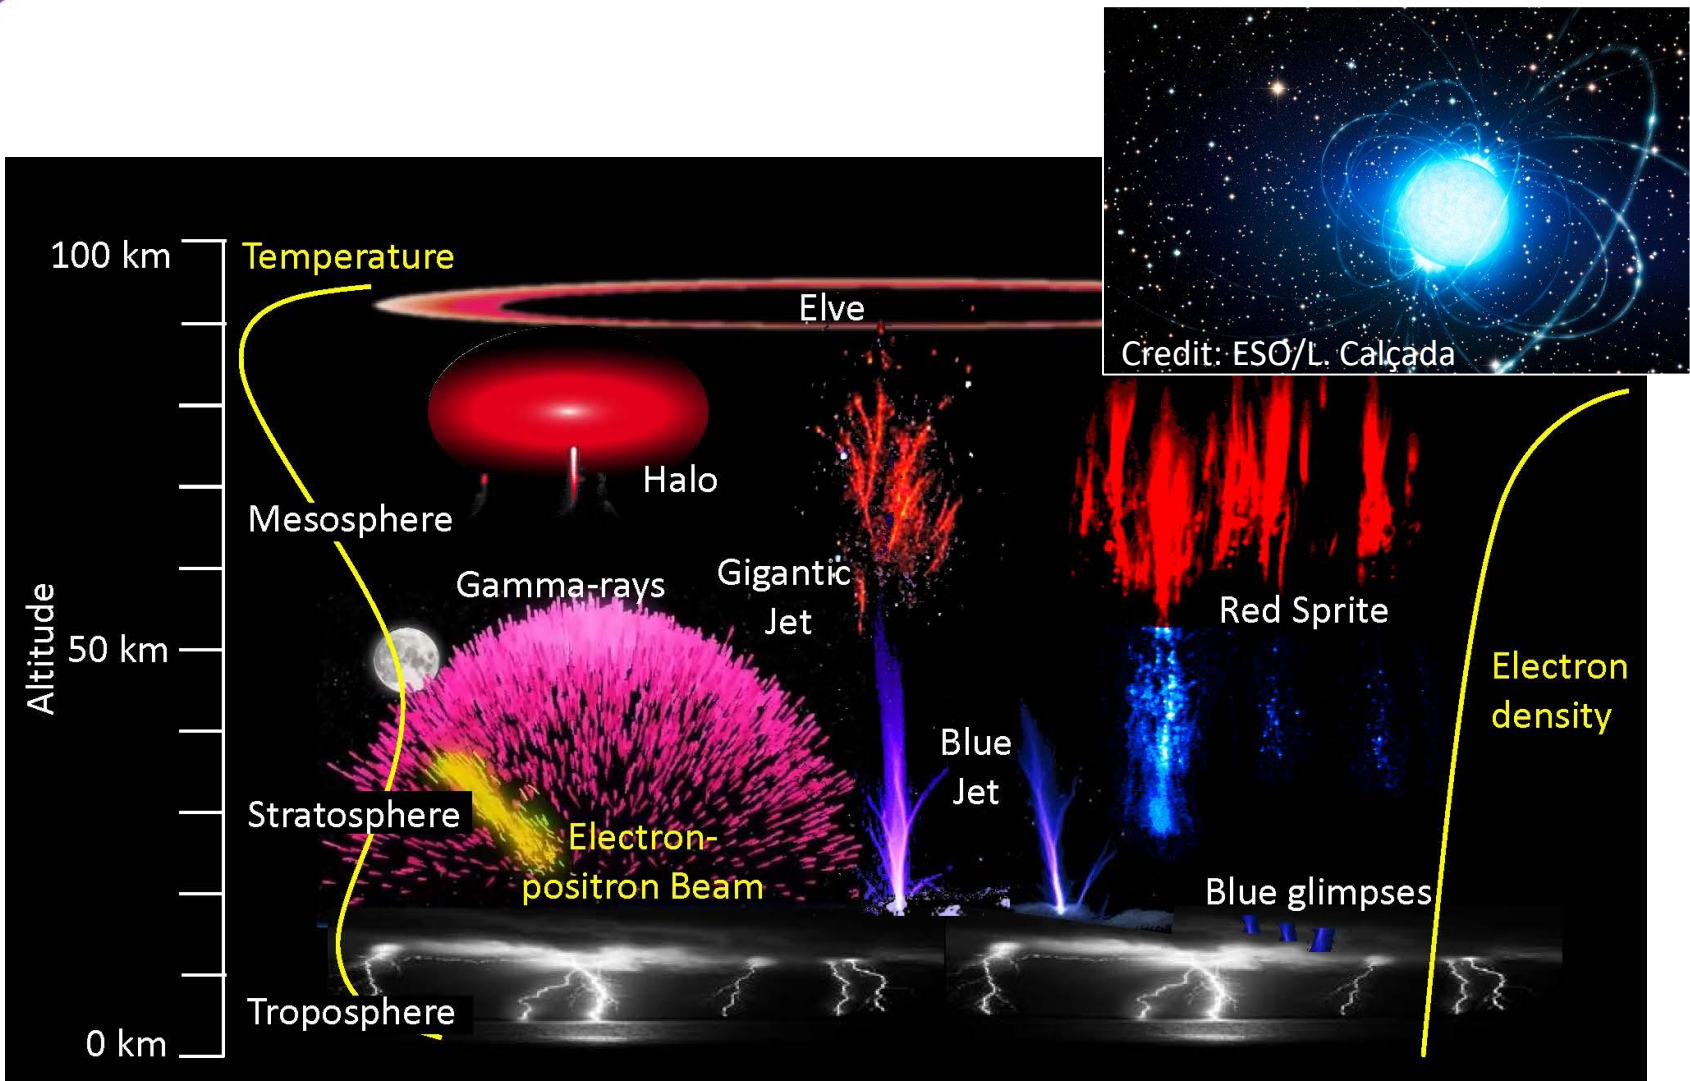 Credit: ESO/L. Calçada
100 km
Temperature
Elve
Halo
Mesosphere
Gamma-rays
Gigantic
Jet
Red Sprite
Altitude
50 km
Electron
density
Blue
Jet
Stratosphere
Electron-
positron Beam
Blue glimpses
Troposphere
0 km